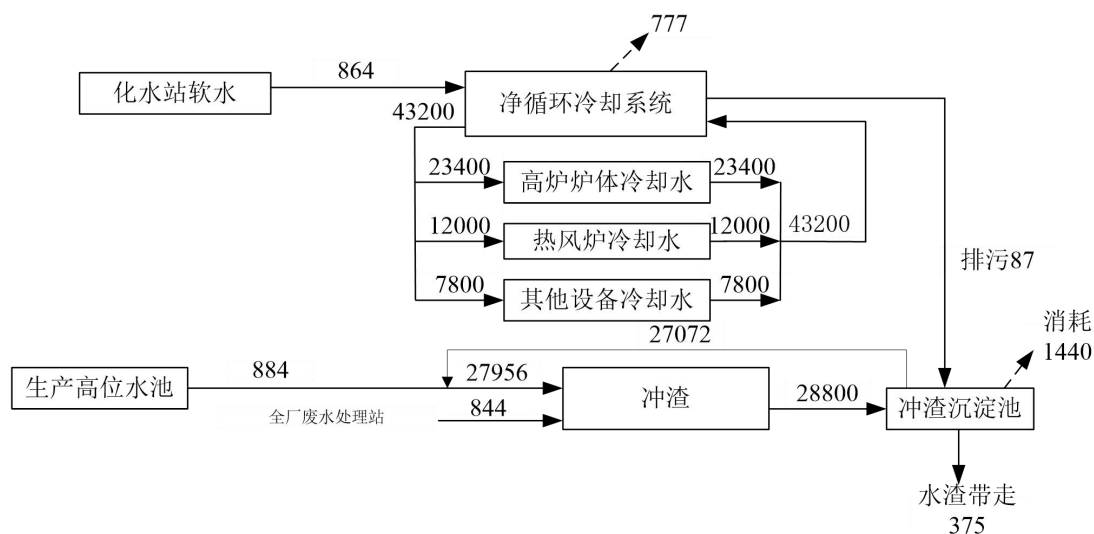 777
864
化水站软水
净循环冷却系统
43200
23400
高炉炉体冷却水
23400
12000
热风炉冷却水
12000
43200
7800
其他设备冷却水
7800
排污87
27072
消耗
1440
884
生产高位水池
27956
冲渣
28800
冲渣沉淀池
全厂废水处理站
844
水渣带走
375